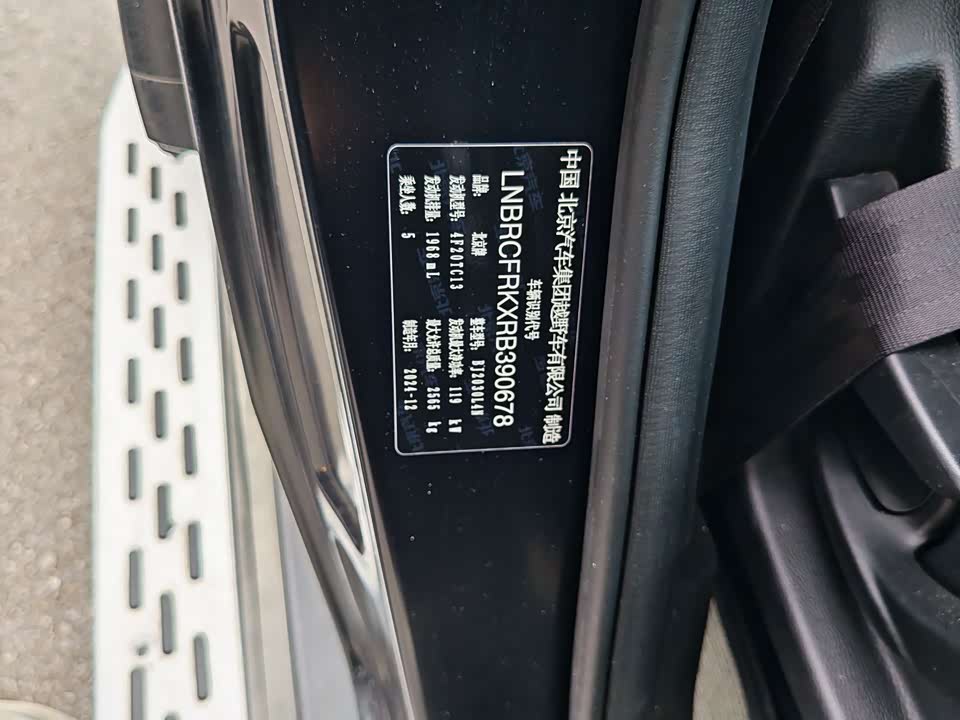 中国 北京汽车集团越野车有限公司 制造
车辆识别代号
LNBRCFRKXRB390678
品牌: 北京牌 整车型号: BJ2030L4W
发动机型号: 4F20TC13 发动机最大净功率: 119 kW
发动机排量: 1968 mL 最大允许总质量: 2565 kg
乘坐人数: 5 制造年月: 2024-12